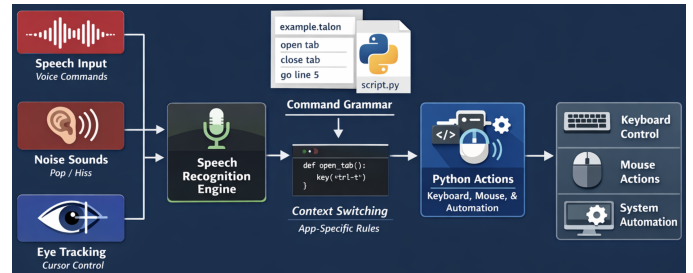 Speech Input
Voice Commands
Noise Sounds
Pop / Hiss
Eye Tracking
Cursor Control
Speech
Recognition
Engine
example.talon
open tab
close tab
go line 5
script.py
Command Grammar
def open_tab():
key("trl-t")
}
Context Switching
App-Specific Rules
</>
Python Actions
Keyboard, Mouse, &
Automation
Keyboard
Control
Mouse
Actions
System
Automation